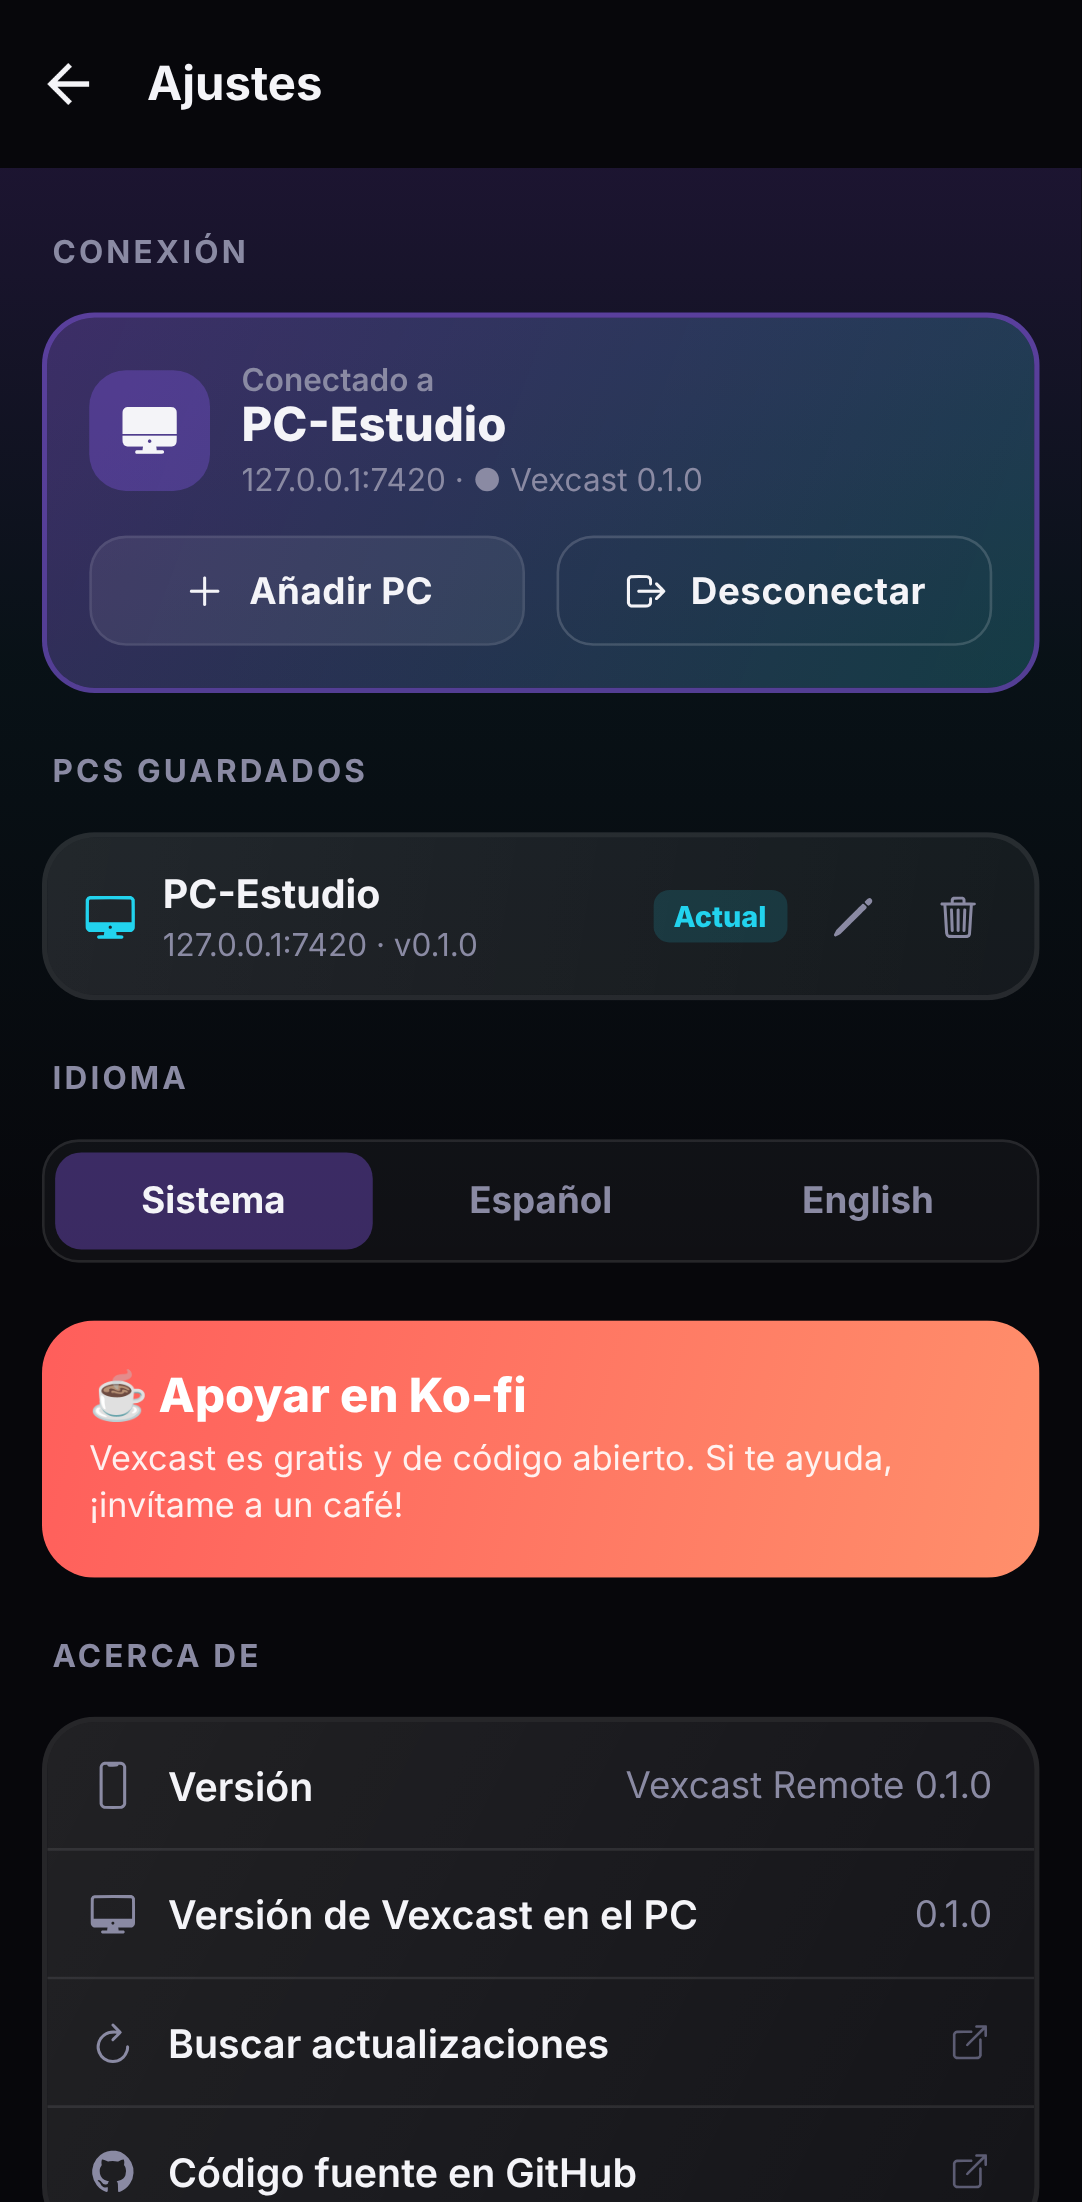 Ajustes
CONEXIÓN
Conectado a
PC-Estudio
127.0.0.1:7420 · ● Vexcast 0.1.0
Añadir PC
Desconectar
PCS GUARDADOS
PC-Estudio
127.0.0.1:7420 · v0.1.0
Actual
IDIOMA
Sistema
Español
English
☕ Apoyar en Ko-fi
Vexcast es gratis y de código abierto. Si te ayuda,
¡invítame a un café!
ACERCA DE
Versión
Vexcast Remote 0.1.0
Versión de Vexcast en el PC
0.1.0
Buscar actualizaciones
Código fuente en GitHub